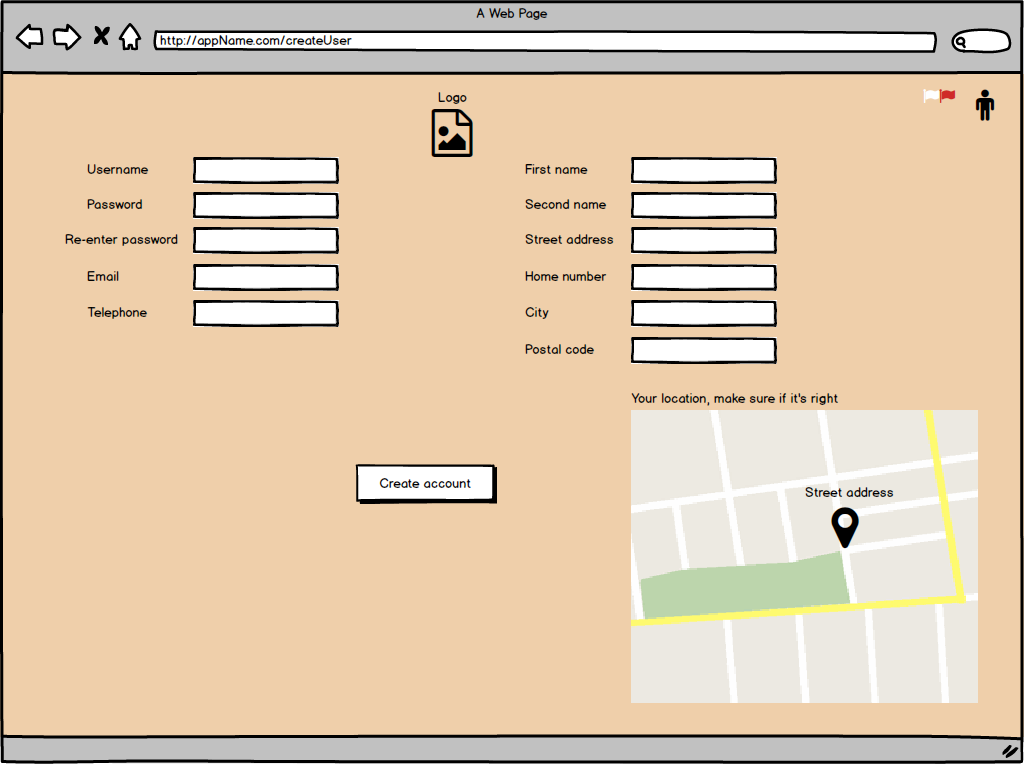 A Web Page
http://appName.com/createUser
Logo
Username
Password
Re-enter password
Email
Telephone
First name
Second name
Street address
Home number
City
Postal code
Your location, make sure if it's right
Street address
Create account